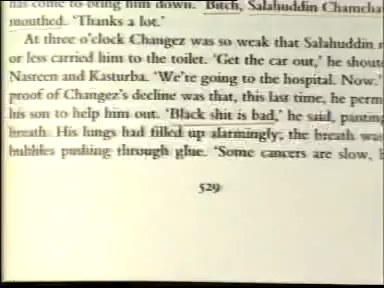 has come to bring him down. Bitch, Salahuddin Chamcha
mouthed. 'Thanks a lot.'
At three o'clock Changez was so weak that Salahuddin
or less carried him to the toilet. 'Get the car out,' he
Nasreen and Kasturba. 'We're going to the hospital. Now.'
proof of Changez's decline was that, this last time, he
his son to help him out. 'Black shit is bad,' he said, panting
breath. His lungs had filled up alarmingly; the breath
bubbles pushing through glue. 'Some cancers are slow,
529